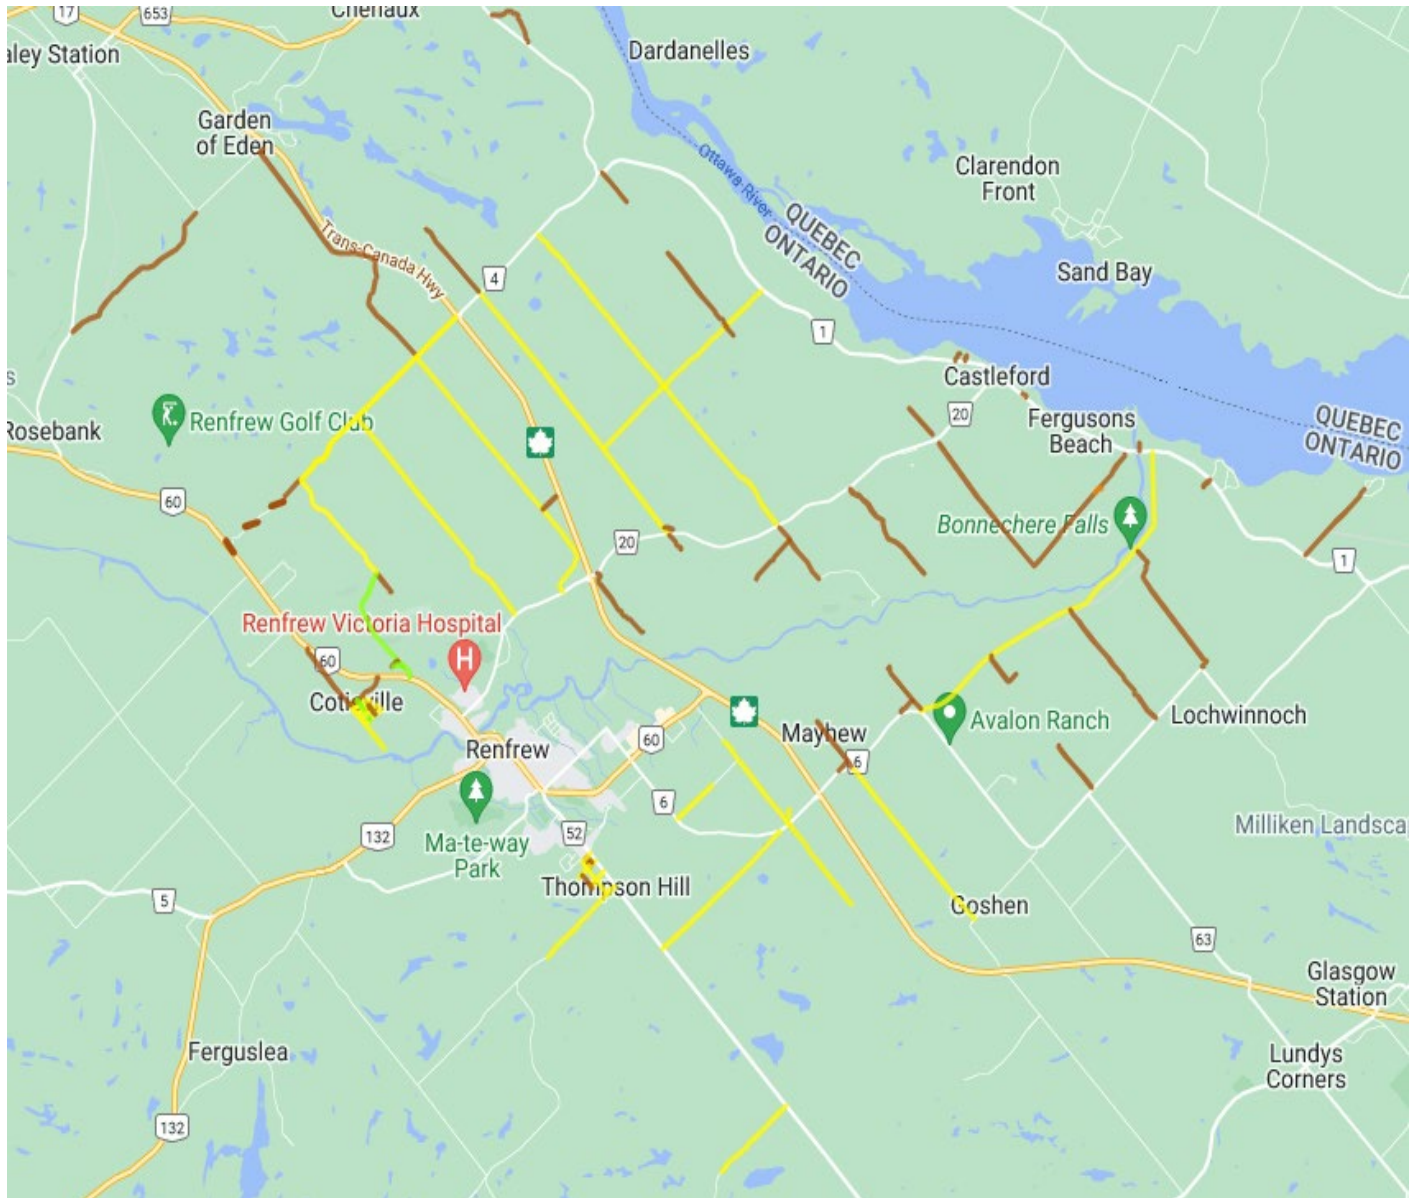 17
653
Chenaux
aley Station
Dardanelles
Garden
of Eden
Ottawa River
Clarendon
Front
QUEBEC
ONTARIO
Trans-Canada Hwy
4
Sand Bay
1
Castleford
Renfrew Golf Club
20
Fergusons
Beach
QUEBEC
ONTARIO
Rosebank
60
Bonnechere Falls
20
1
Renfrew Victoria Hospital
H
60
Cotieville
Avalon Ranch
Lochwinnoch
Mayhew
Renfrew
60
6
6
132
52
Ma-te-way
Park
Milliken Landsca
Thompson Hill
5
Goshen
63
Glasgow
Station
Ferguslea
Lundys
Corners
132